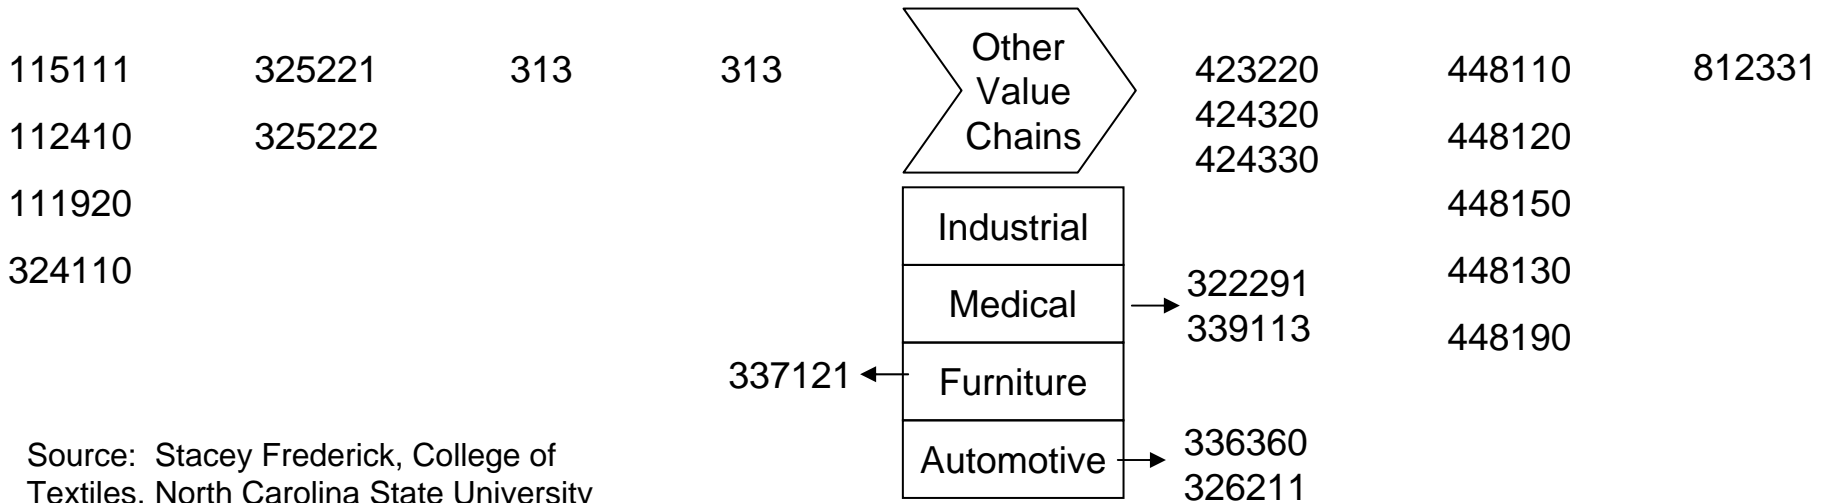 115111
325221
313
313
Other
Value
Chains
423220
448110
812331
424320
112410
325222
424330
448120
111920
Industrial
448150
324110
Medical
322291
339113
448130
448190
337121
Furniture
Automotive
336360
326211
Source: Stacey Frederick, College of
Textiles, North Carolina State University